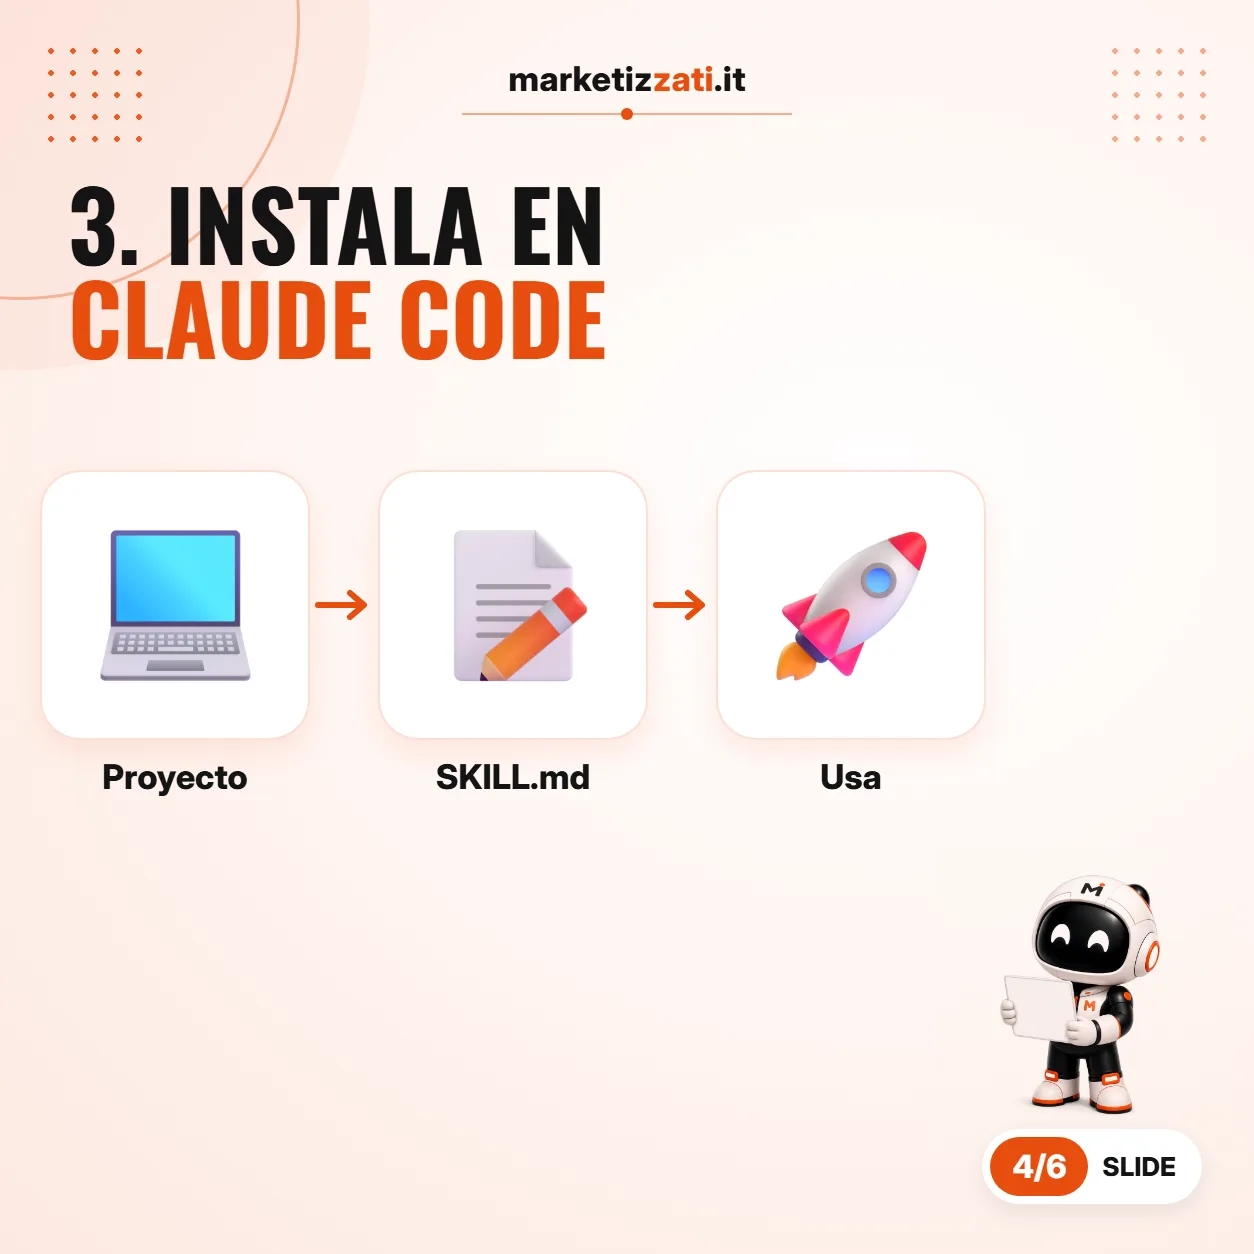 marketizzati.it
3. INSTALA EN
CLAUDE CODE
Proyecto
SKILL.md
Usa
M
M
4/6 SLIDE